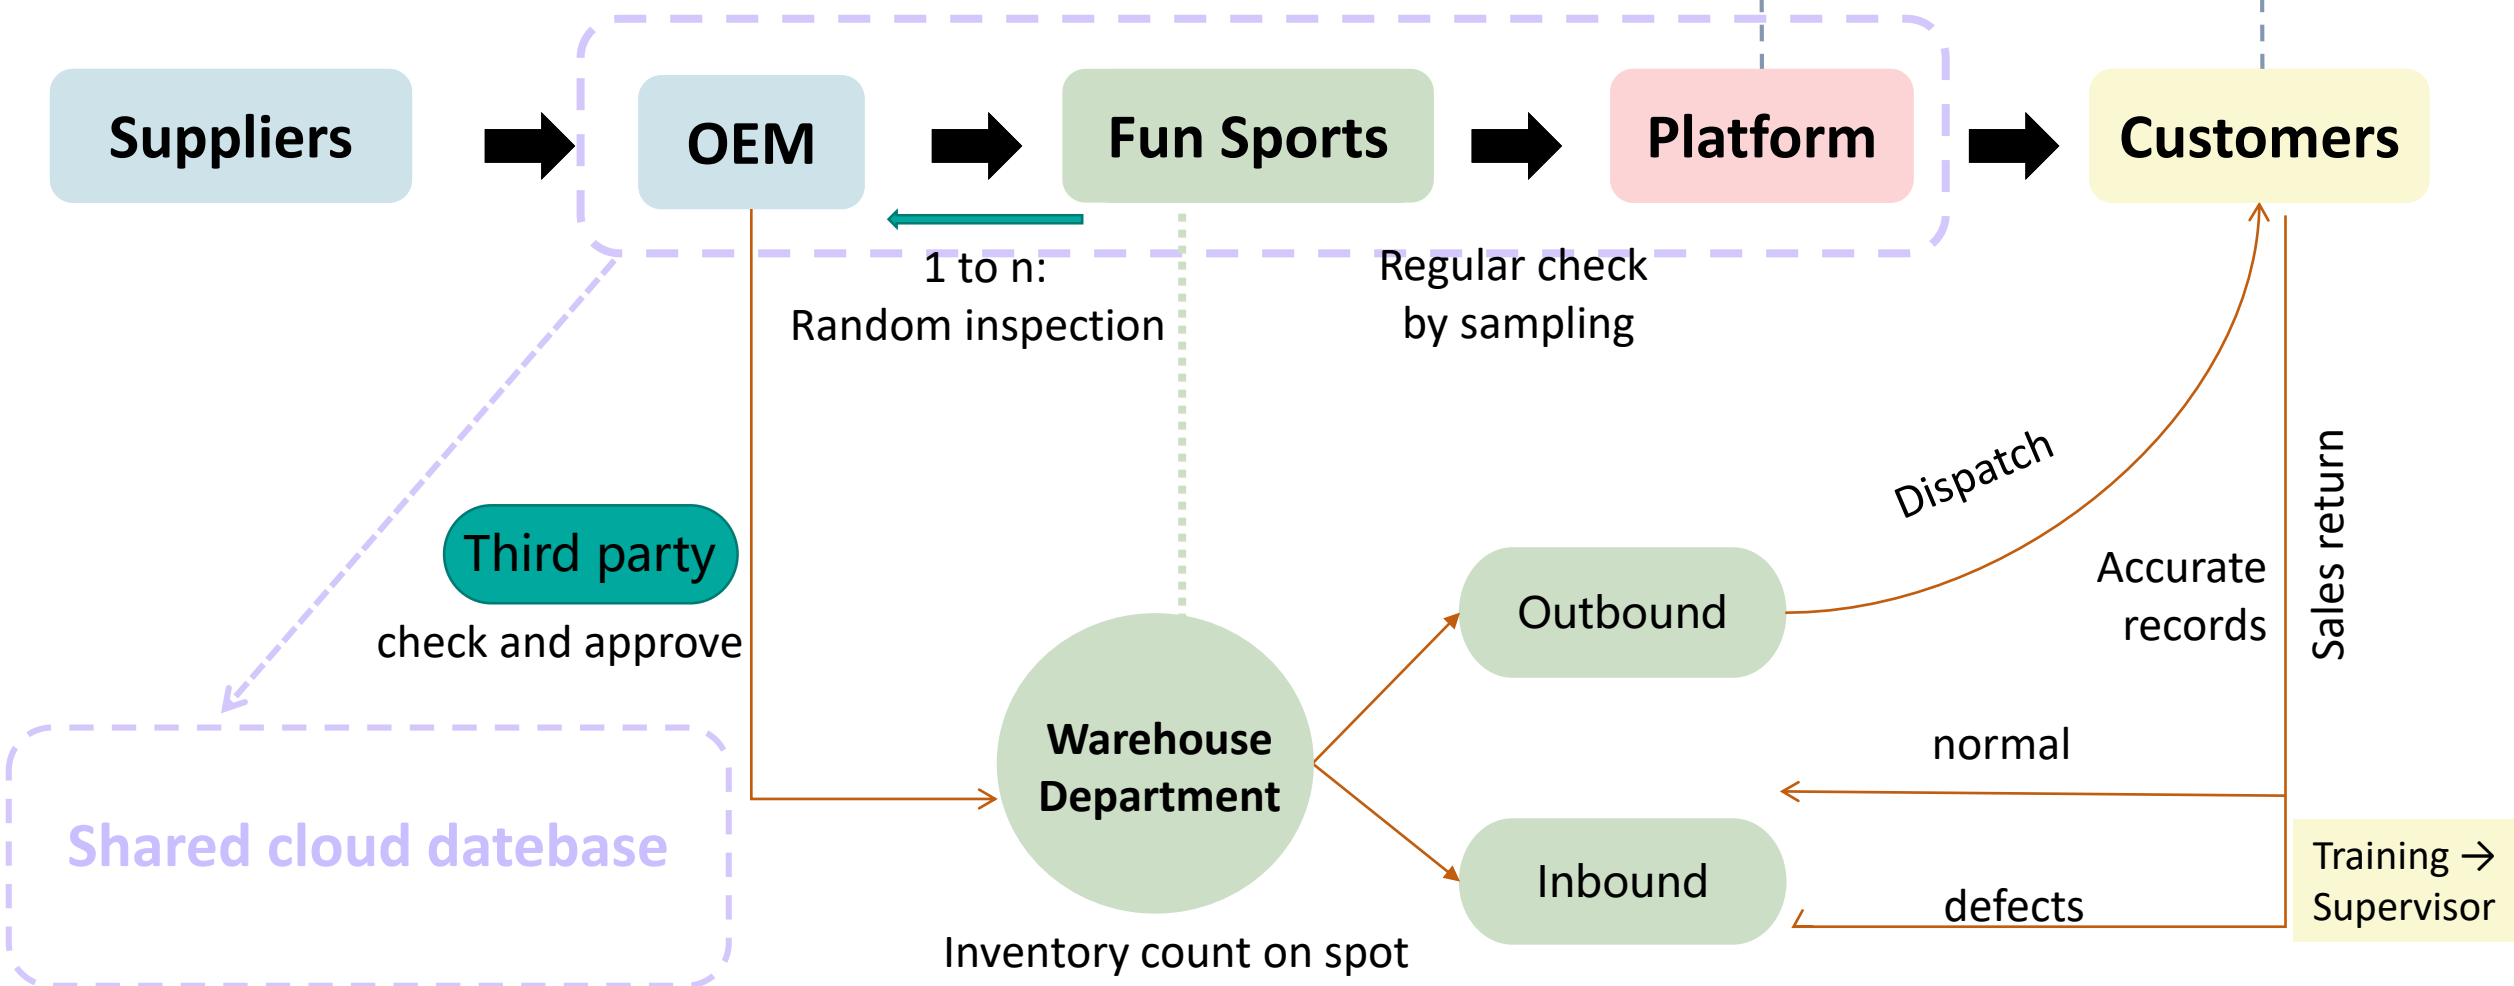 Suppliers
OEM
Fun Sports
Platform
Customers
1 to n:
Random inspection
Regular check
by sampling
Dispatch
Sales return
Third party
check and approve
Outbound
Accurate
records
Warehouse
Department
normal
Shared cloud datebase
Inbound
Training →
Supervisor
defects
Inventory count on spot